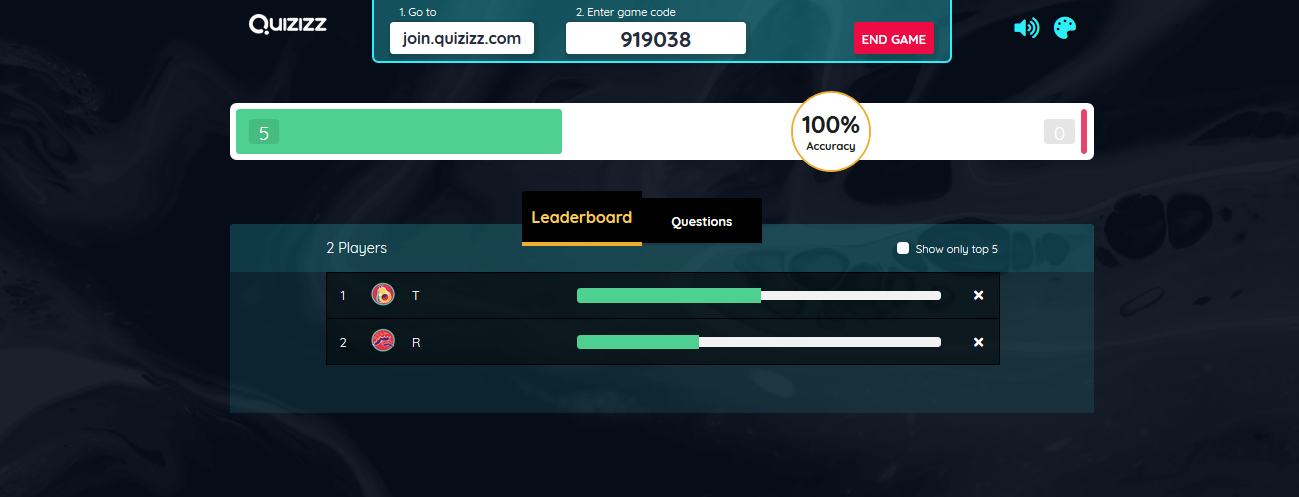 Quizizz
1. Go to
join.quizizz.com
2. Enter game code
919038
END GAME
5
100%
Accuracy
0
Leaderboard
Questions
2 Players
Show only top 5
1 T
2 R